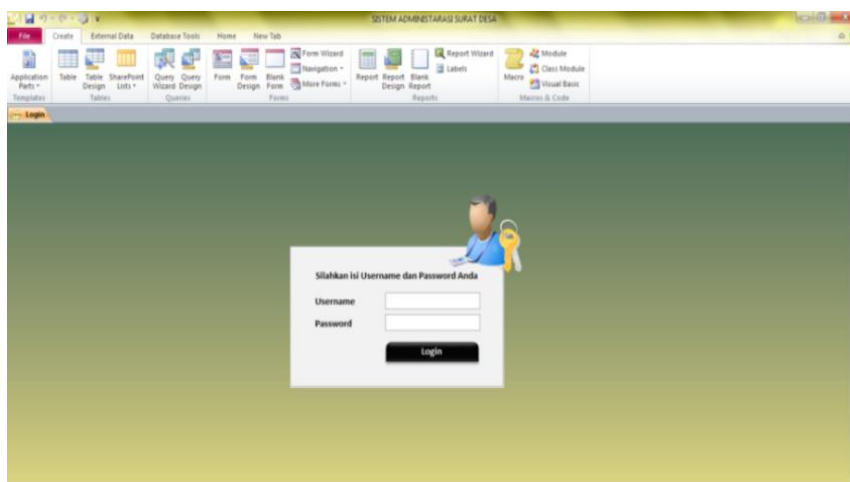 SISTEM ADMINISTARASI SURAT DESA
File Create External Data Database Tools Home New Tab
Application Parts
Table
Table Design
SharePoint Lists
Query Wizard
Query Design
Form
Form Design
Blank Form
Form Wizard
Navigation
More Forms
Report
Report Design
Blank Report
Report Wizard
Labels
Macro
Module
Class Module
Visual Basic
Templates Tables Queries Forms Reports Macros & Code
Login
Silahkan isi Username dan Password Anda
Username
Password
Login